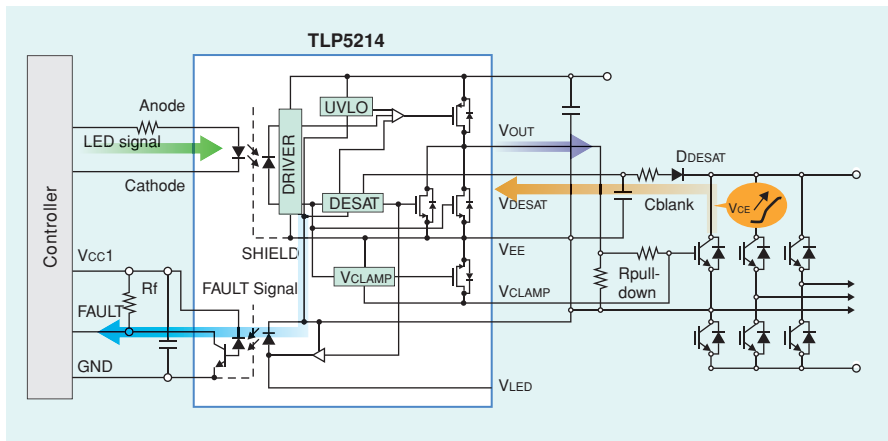 TLP5214
Controller
Anode
LED signal
Cathode
UVLO
DRIVER
DESAT
SHIELD
VCLAMP
FAULT Signal
VCC1
Rf
FAULT
GND
VOUT
VDESAT
VEE
VCLAMP
VLED
DDESAT
Cblank
VCE
Rpull-
down